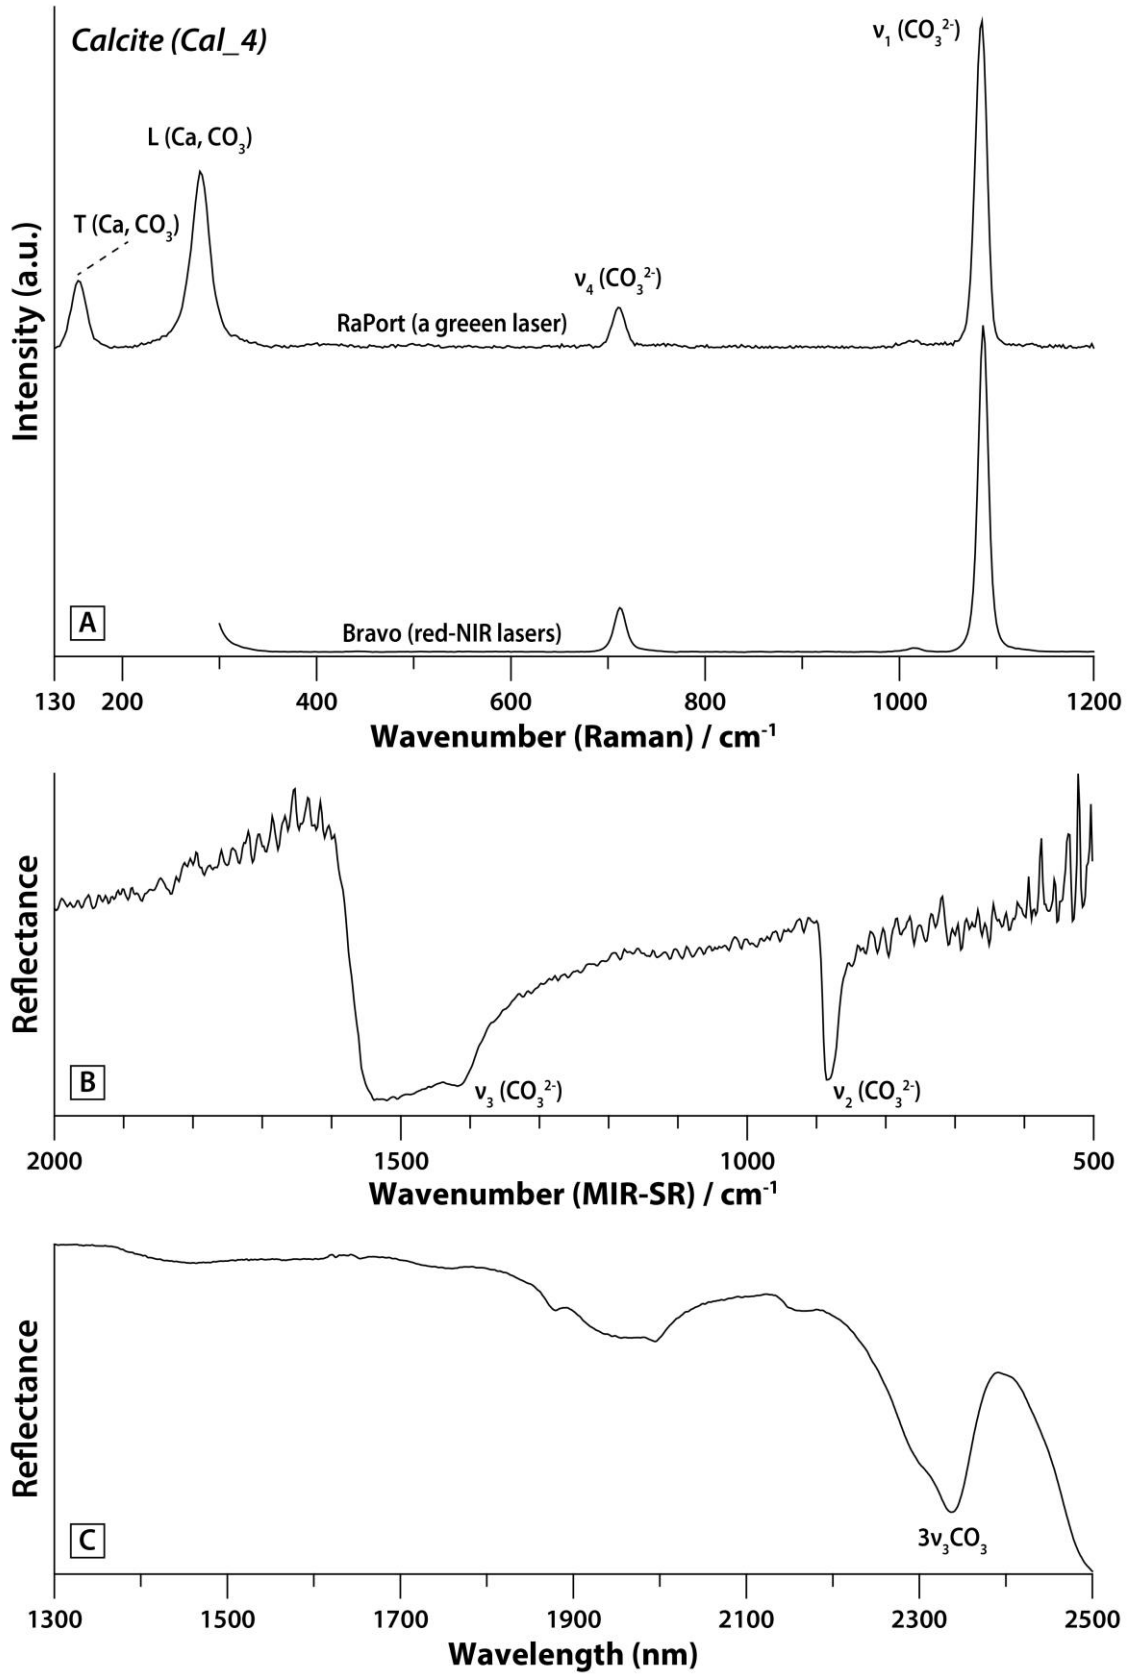 Calcite (Cal_4)
ν₁ (CO₃²⁻)
L (Ca, CO₃)
T (Ca, CO₃)
ν₄ (CO₃²⁻)
RaPort (a greeen laser)
Intensity (a.u.)
A
Bravo (red-NIR lasers)
130 200 400 600 800 1000 1200
Wavenumber (Raman) / cm⁻¹
Reflectance
B
ν₃ (CO₃²⁻)
ν₂ (CO₃²⁻)
2000 1500 1000 500
Wavenumber (MIR-SR) / cm⁻¹
Reflectance
C
3ν₃CO₃
1300 1500 1700 1900 2100 2300 2500
Wavelength (nm)